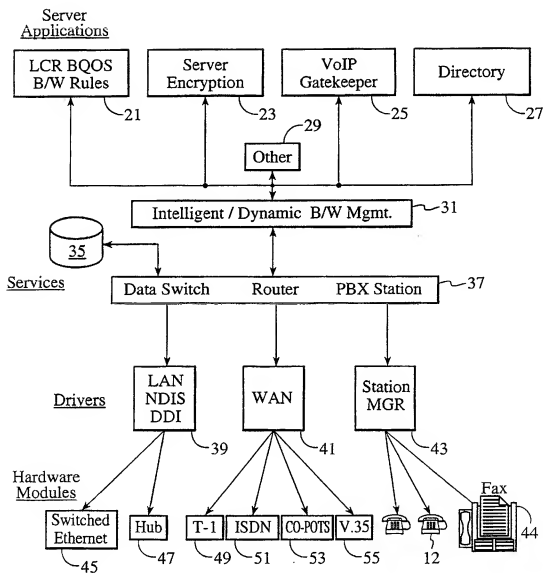 Server
Applications
LCR BQOS
B/W Rules
21
Server
Encryption
23
VoIP
Gatekeeper
25
Directory
27
29
Other
Intelligent / Dynamic B/W Mgmt.
31
35
Services
Data Switch Router PBX Station
37
Drivers
LAN
NDIS
DDI
39
WAN
41
Station
MGR
43
Hardware
Modules
Switched
Ethernet
45
Hub
47
T-1
49
ISDN
51
CO-POTS
53
V.35
55
12
Fax
44